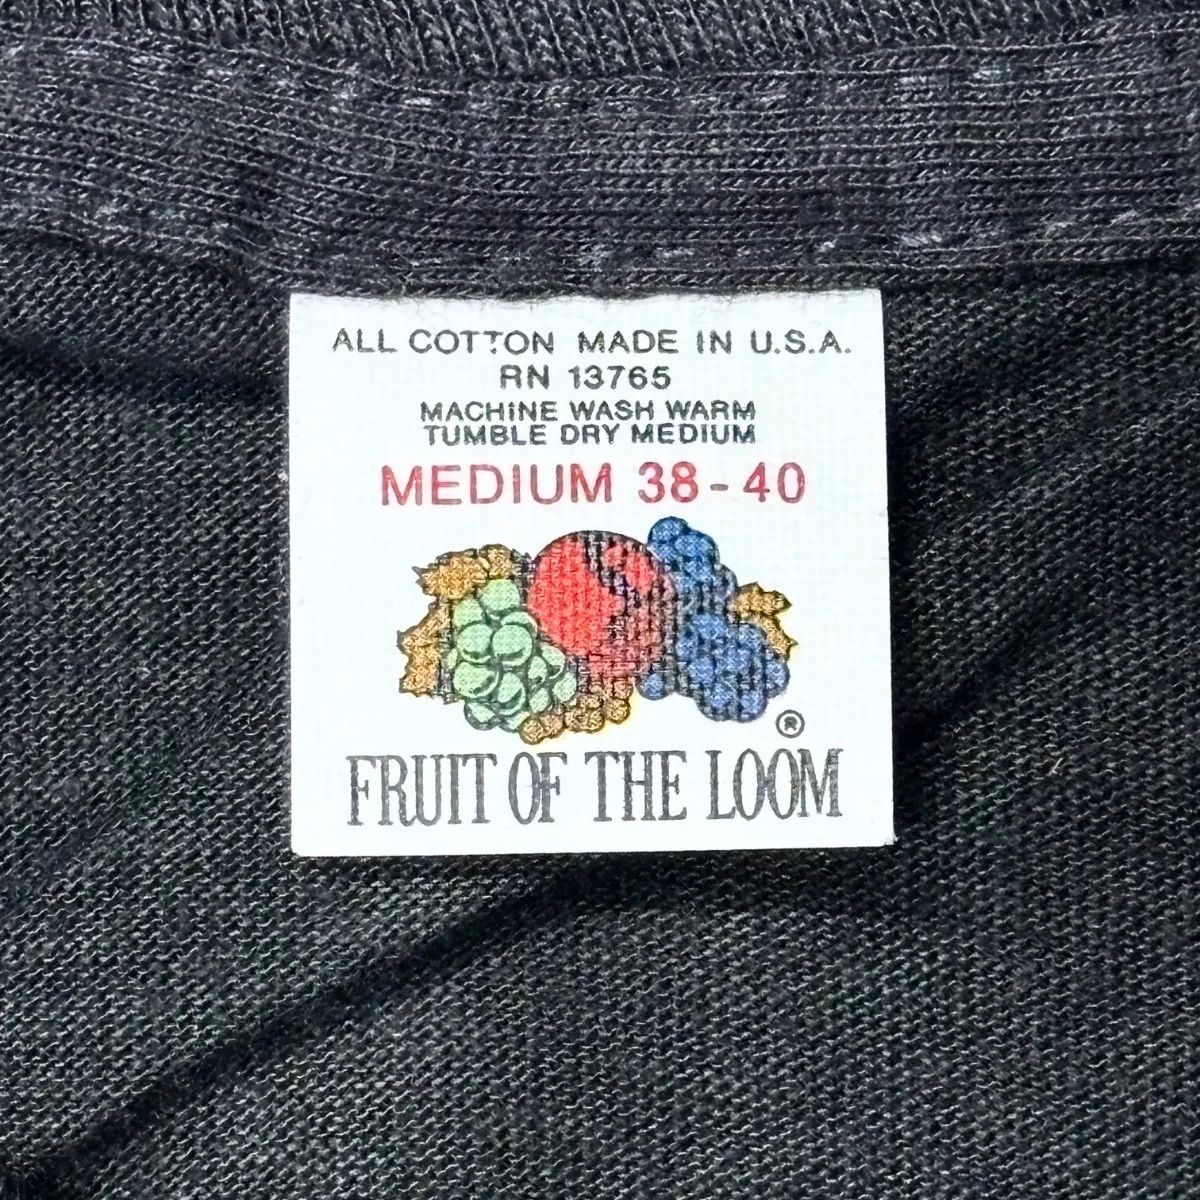 ALL COTTON MADE IN U.S.A.
RN 13765
MACHINE WASH WARM
TUMBLE DRY MEDIUM
MEDIUM 38 - 40
®
FRUIT OF THE LOOM